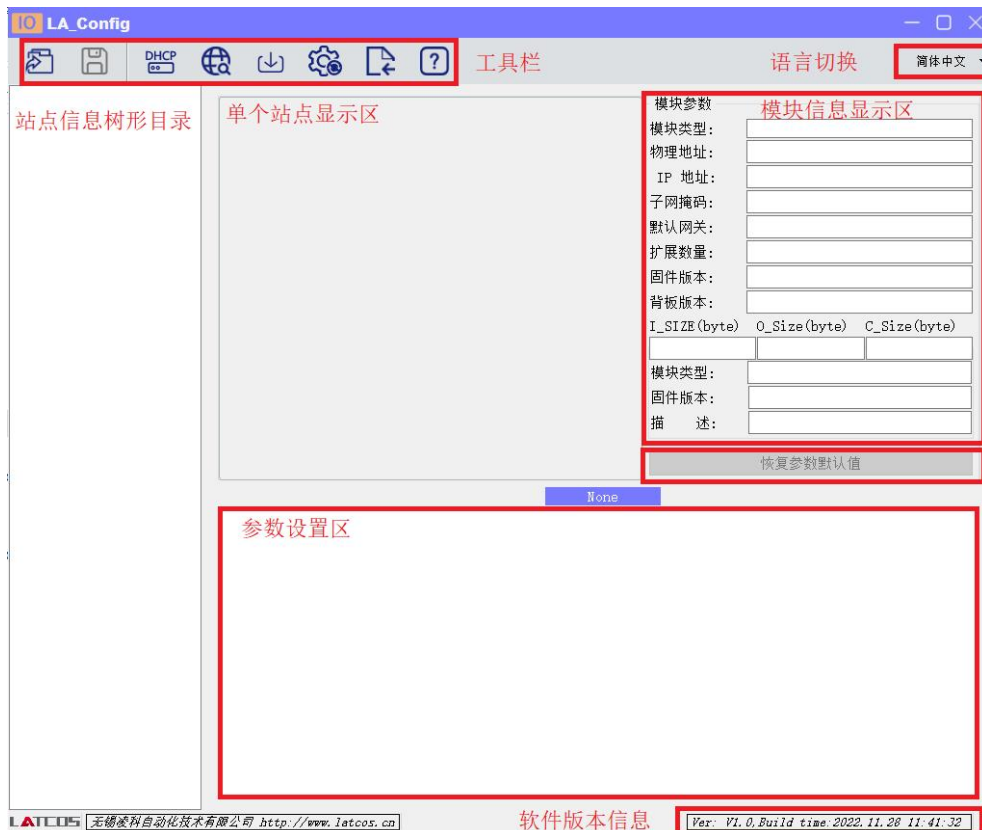 IO LA_Config
DHCP
?
工具栏
语言切换
简体中文
站点信息树形目录
单个站点显示区
模块参数
模块信息显示区
模块类型:
物理地址:
IP 地址:
子网掩码:
默认网关:
扩展数量:
固件版本:
背板版本:
I_SIZE(byte) O_Size(byte) C_Size(byte)
模块类型:
固件版本:
描 述:
恢复参数默认值
None
参数设置区
LATCOS 无锡凌科自动化技术有限公司 http://www.latcos.cn
软件版本信息
Ver: V1.0,Build time:2022.11.26 11:41:32